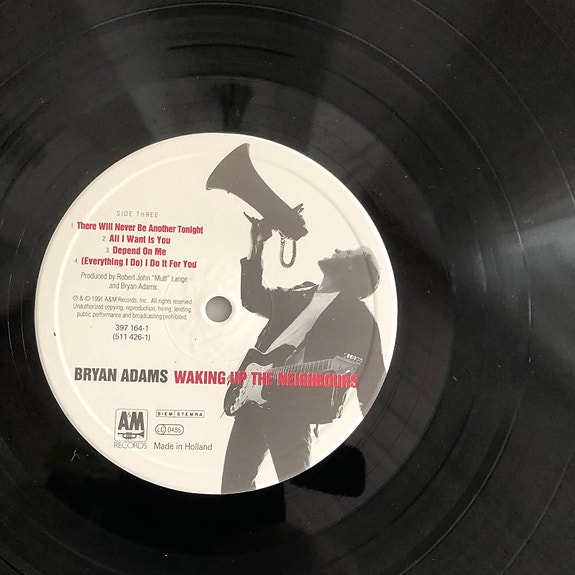 SIDE THREE
1. There Will Never Be Another Tonight
2. All I Want Is You
3. Depend On Me
4. (Everything I Do) I Do It For You
Produced by Robert John "Mutt" Lange
and Bryan Adams.
℗ & © 1991 A&M Records, Inc. All rights reserved.
Unauthorized copying, reproduction, hiring, lending,
public performance and broadcasting prohibited.
397 164-1
(511 426-1)
BRYAN ADAMS WAKING UP THE NEIGHBOURS
A&M
RECORDS
BIEM STEMRA
LC 0485
Made in Holland